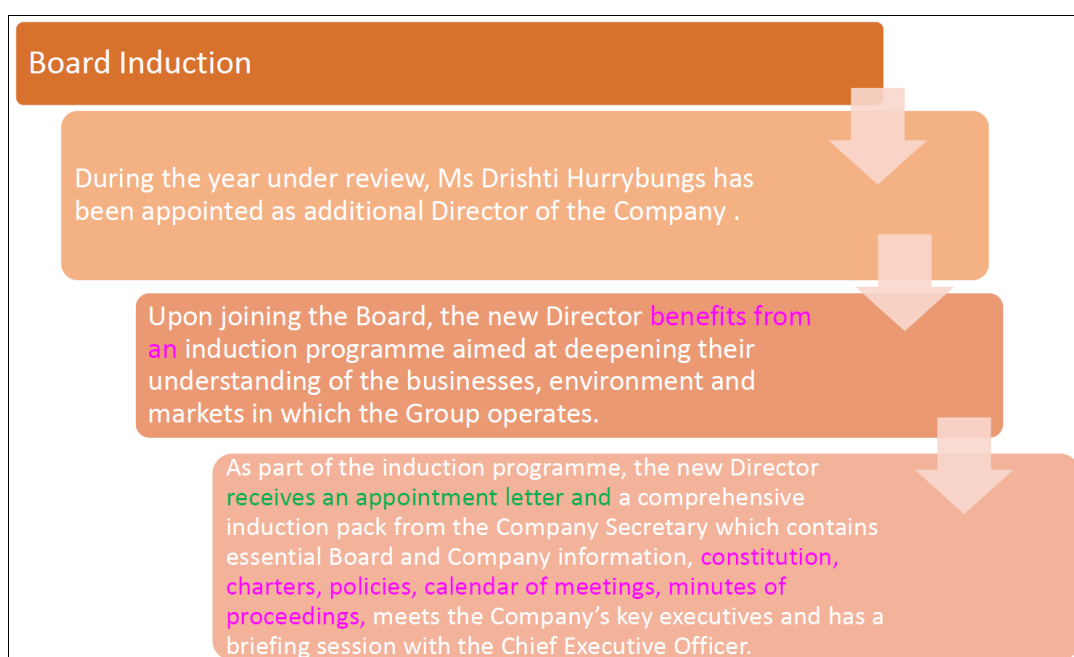 Board Induction
During the year under review, Ms Drishti Hurrybungs has
been appointed as additional Director of the Company .
Upon joining the Board, the new Director benefits from
an induction programme aimed at deepening their
understanding of the businesses, environment and
markets in which the Group operates.
As part of the induction programme, the new Director
receives an appointment letter and a comprehensive
induction pack from the Company Secretary which contains
essential Board and Company information, constitution,
charters, policies, calendar of meetings, minutes of
proceedings, meets the Company’s key executives and has a
briefing session with the Chief Executive Officer.